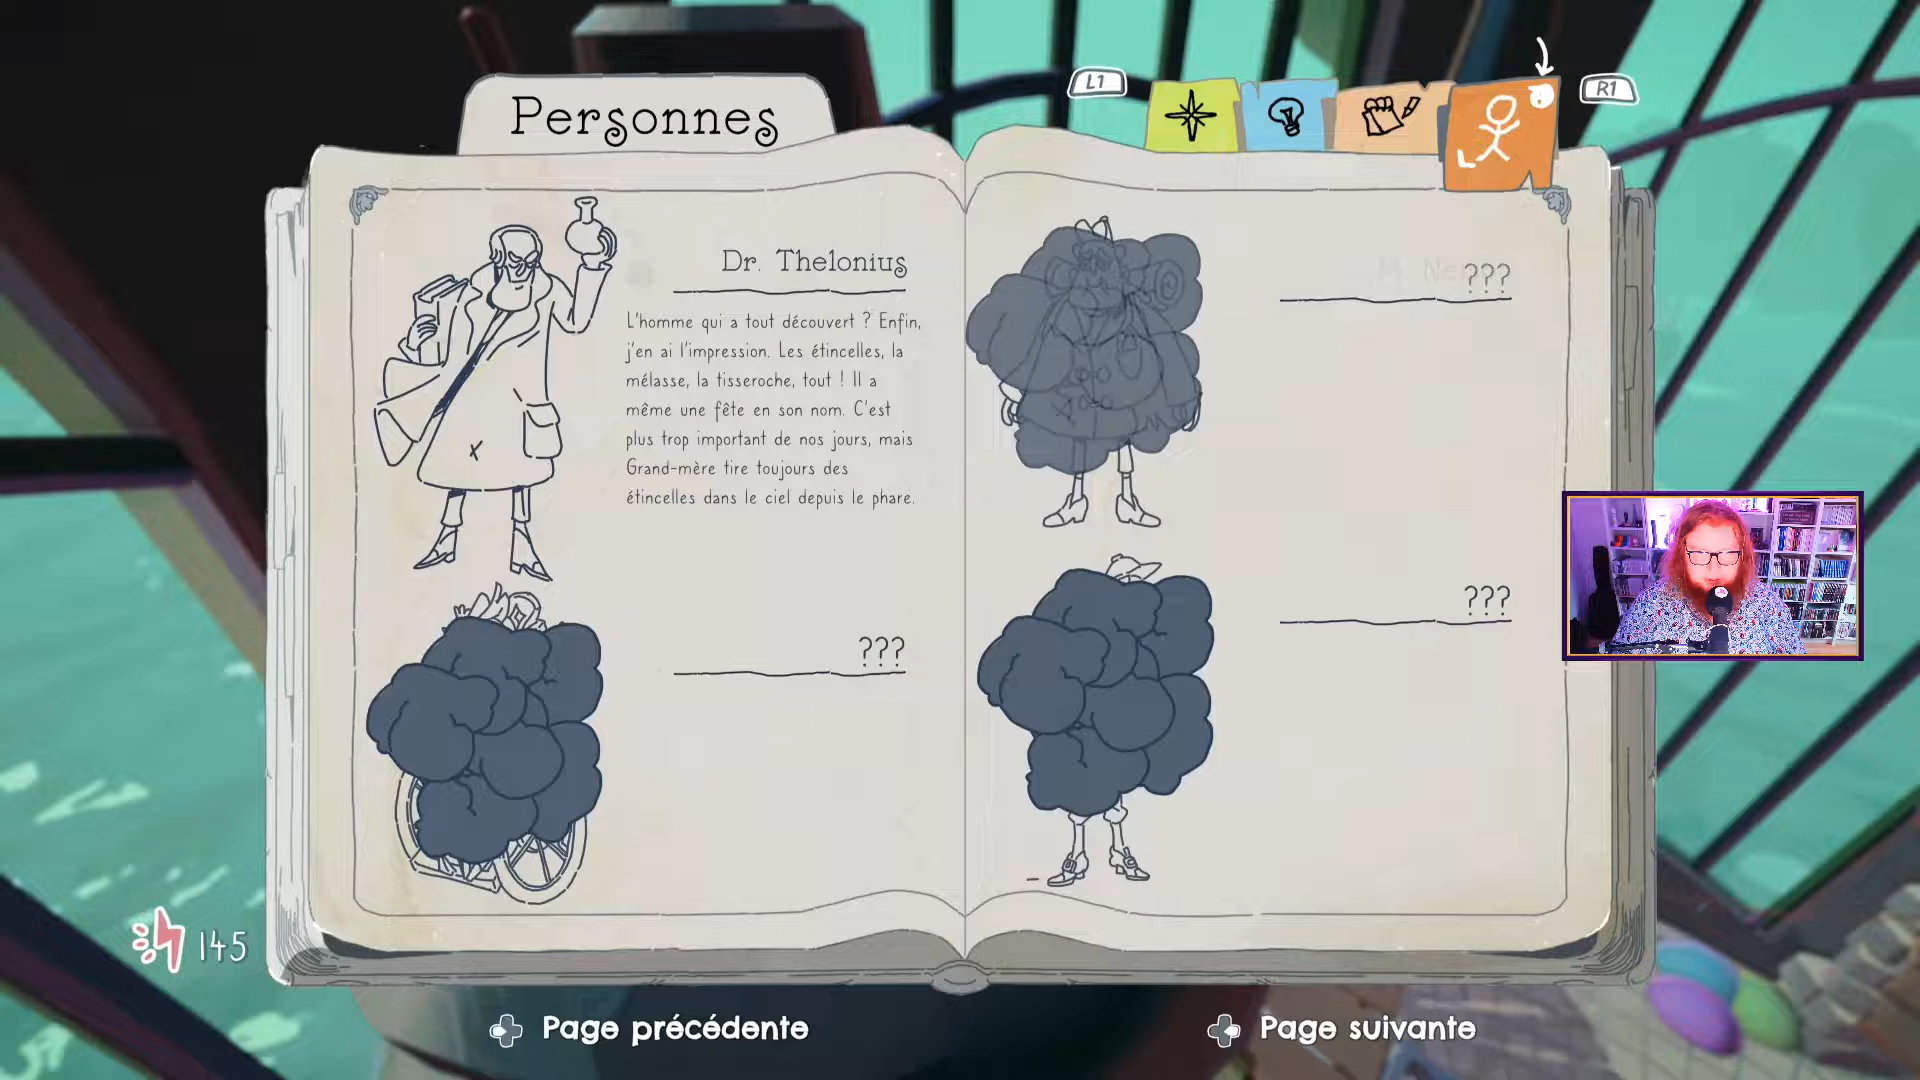 Personnes
L1
R1
Dr. Thelonius
L'homme qui a tout découvert ? Enfin,
j'en ai l'impression. Les étincelles, la
mélasse, la tisseroche, tout ! Il a
même une fête en son nom. C'est
plus trop important de nos jours, mais
Grand-mère tire toujours des
étincelles dans le ciel depuis le phare.
???
???
???
145
Page précédente
Page suivante